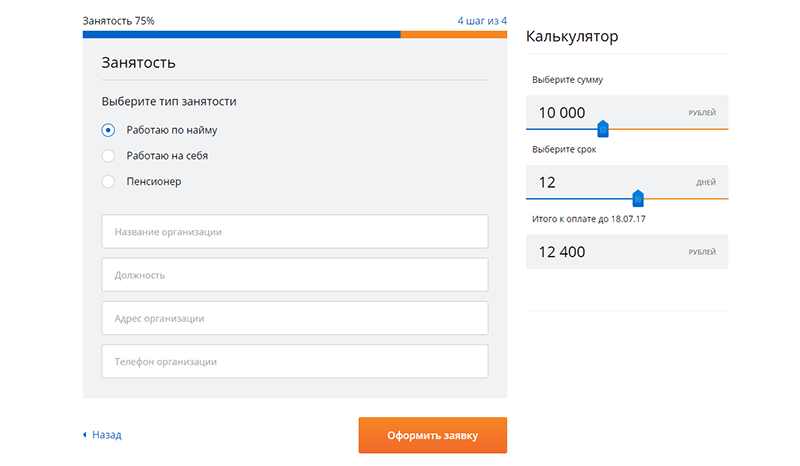 Занятость 75%
4 шаг из 4
Занятость
Выберите тип занятости
Работаю по найму
Работаю на себя
Пенсионер
Название организации
Должность
Адрес организации
Телефон организации
Назад
Оформить заявку
Калькулятор
Выберите сумму
10 000 РУБЛЕЙ
Выберите срок
12 ДНЕЙ
Итого к оплате до 18.07.17
12 400 РУБЛЕЙ